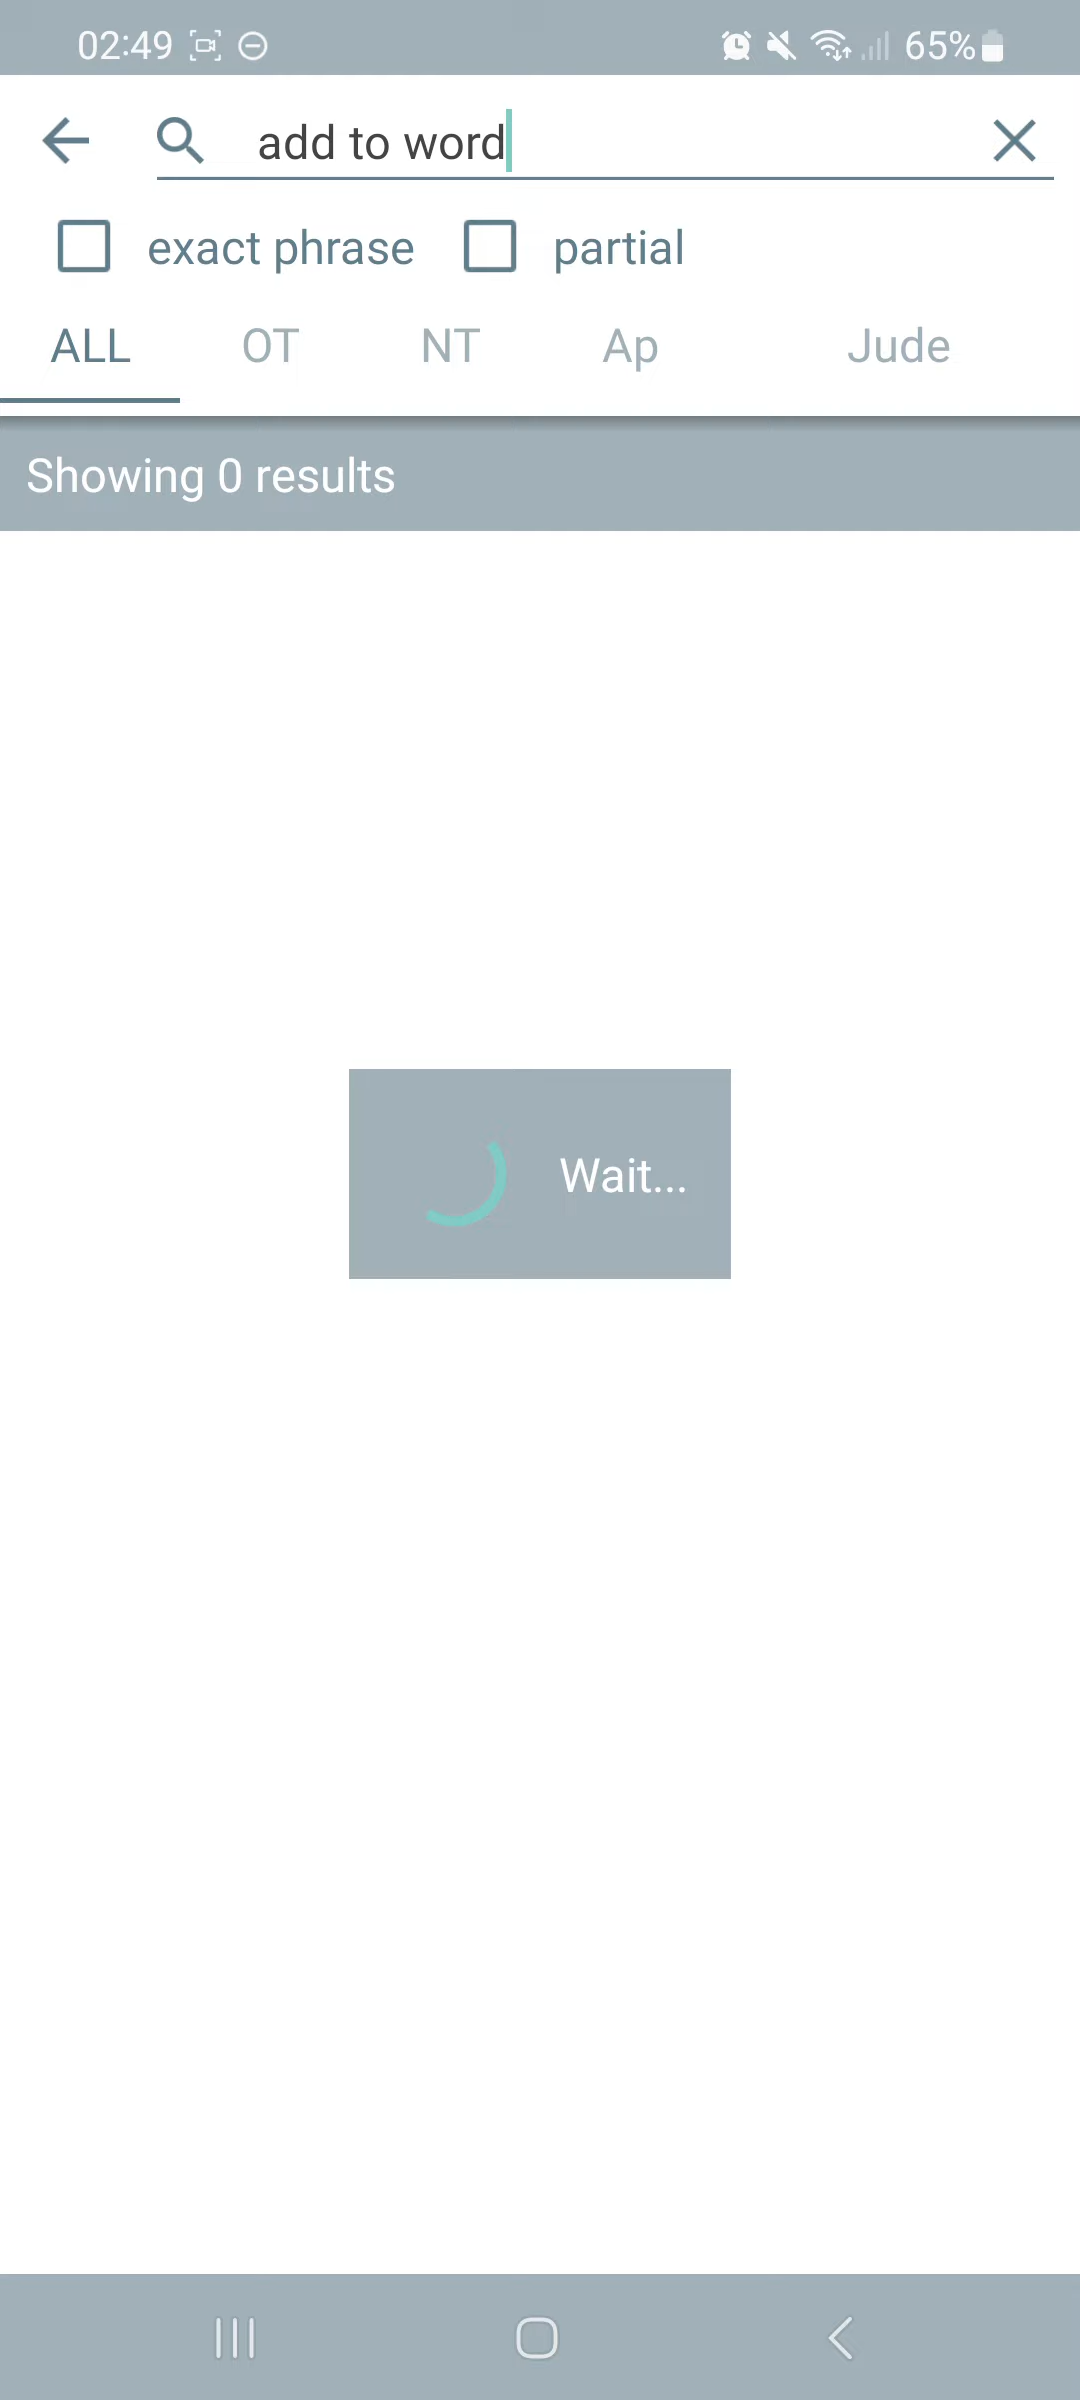 02:49 65%
add to word
exact phrase partial
ALL OT NT Ap Jude
Showing 0 results
Wait...